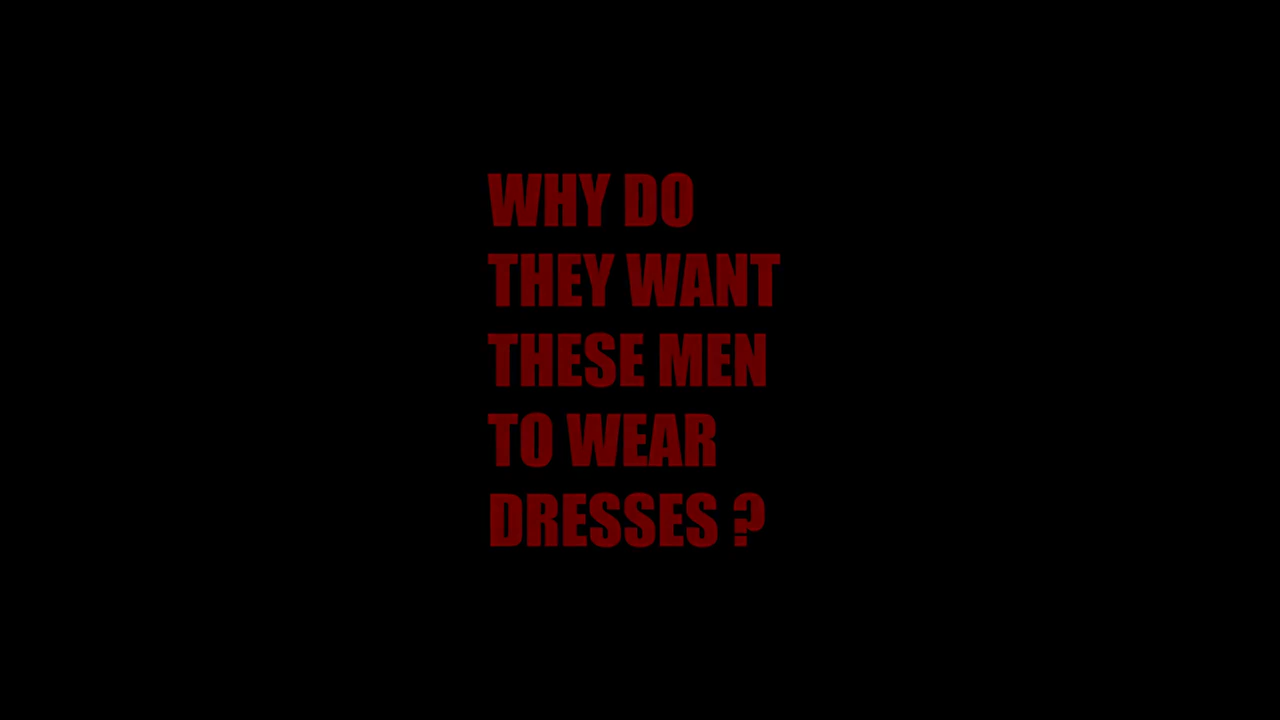 WHY DO
THEY WANT
THESE MEN
TO WEAR
DRESSES ?